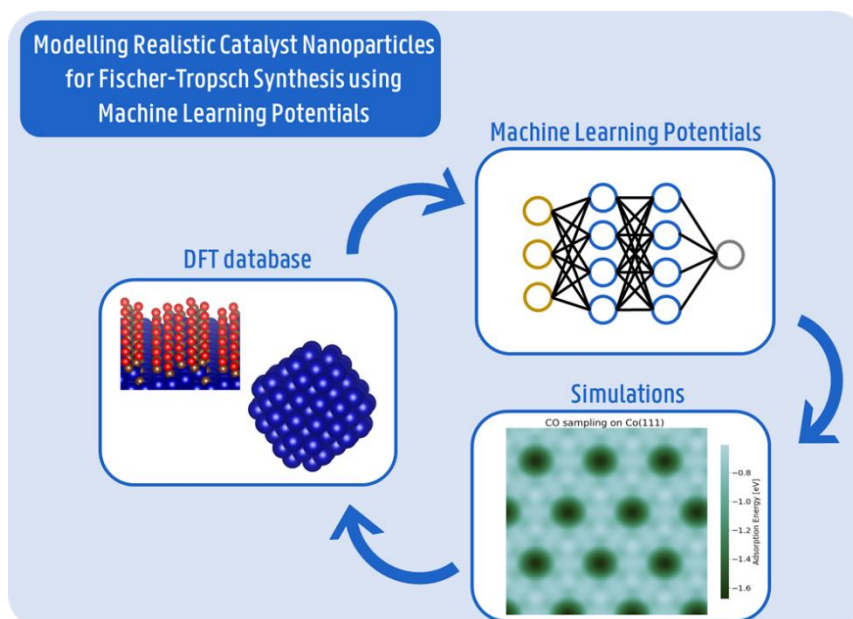 Modelling Realistic Catalyst Nanoparticles
for Fischer-Tropsch Synthesis using
Machine Learning Potentials
Machine Learning Potentials
DFT database
Simulations
CO sampling on Co(111)
−0.8
−1.0
−1.2
−1.4
−1.6
Adsorption Energy [eV]